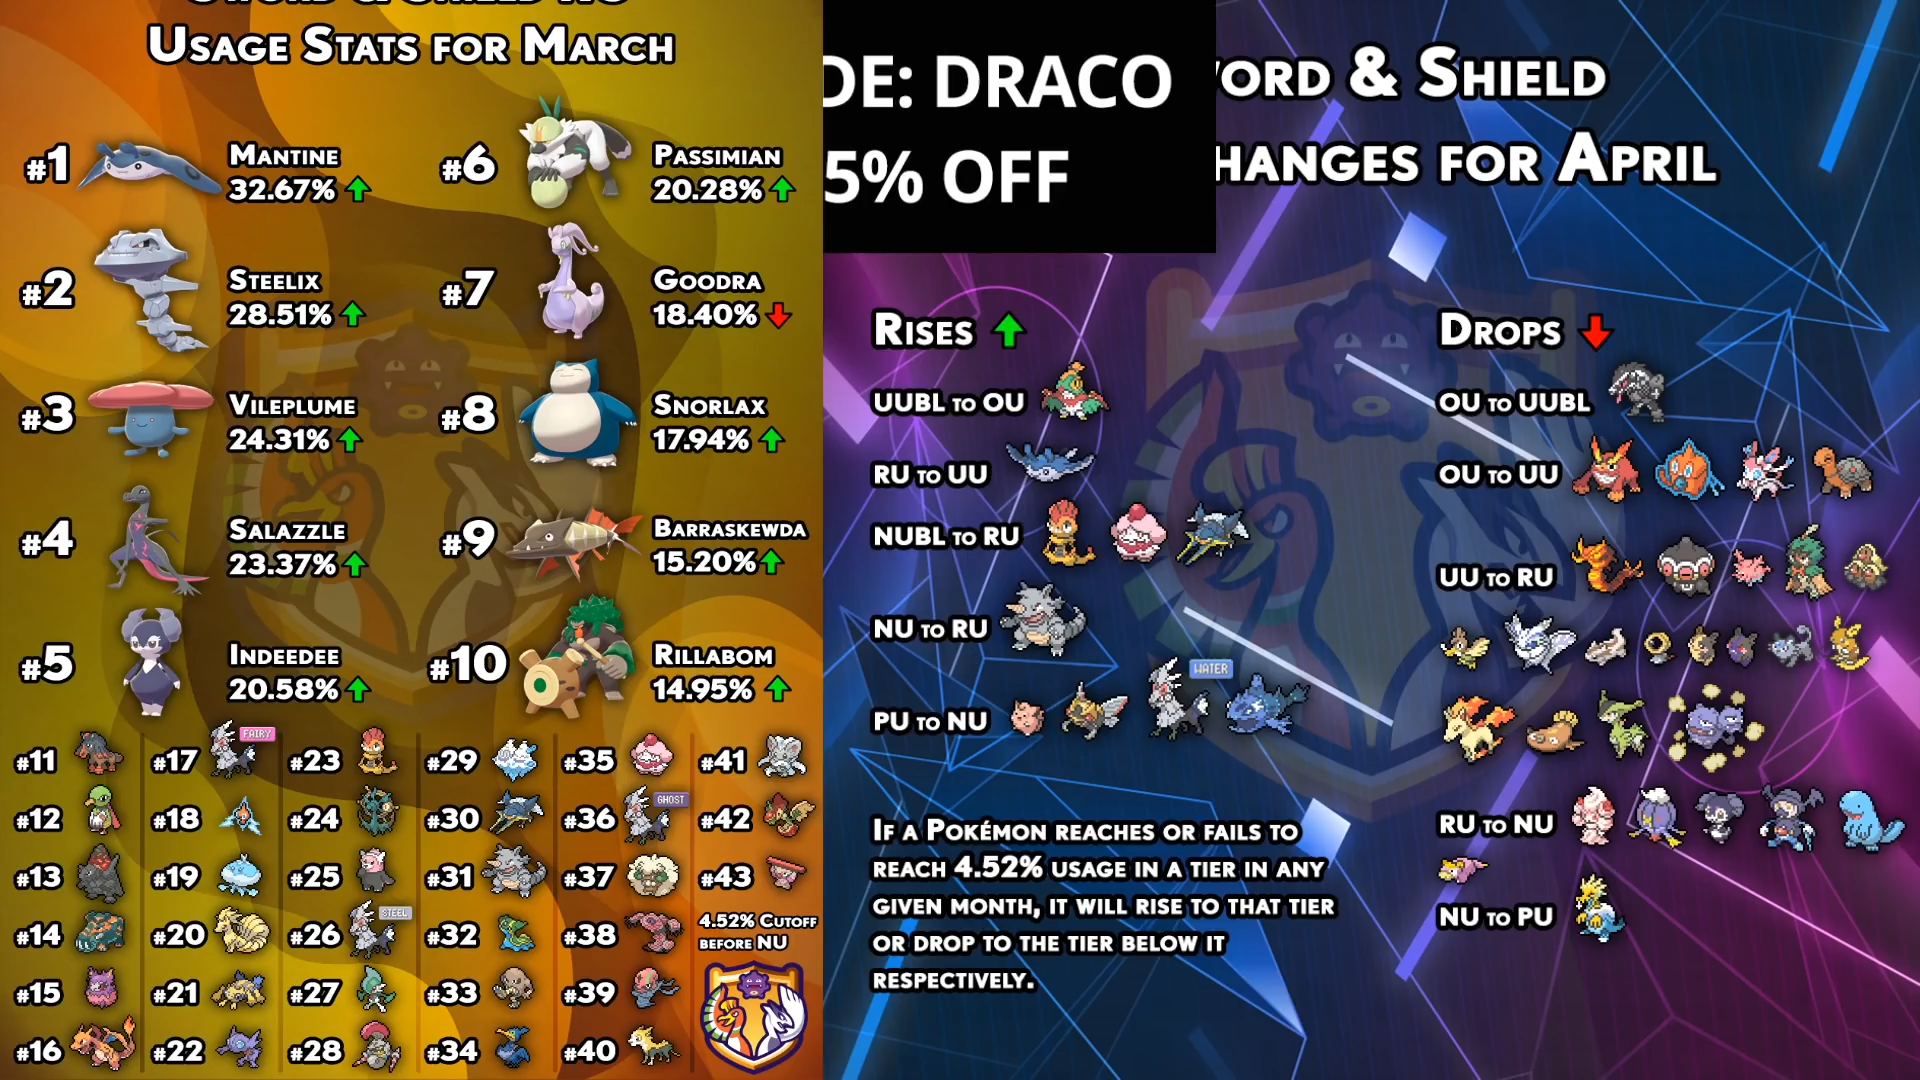 USAGE STATS FOR MARCH
#1 MANTINE
32.67%
#2 STEELIX
28.51%
#3 VILEPLUME
24.31%
#4 SALAZZLE
23.37%
#5 INDEEDEE
20.58%
#6 PASSIMIAN
20.28%
#7 GOODRA
18.40%
#8 SNORLAX
17.94%
#9 BARRASKEWDA
15.20%
#10 RILLABOM
14.95%
#11 #17 FAIRY #23 #29 #35 #41
#12 #18 #24 #30 #36 GHOST #42
#13 #19 #25 #31 #37 #43
#14 #20 #26 STEEL #32 #38
#15 #21 #27 #33 #39
#16 #22 #28 #34 #40
4.52% CUTOFF
BEFORE NU
DE: DRACO
5% OFF
ORD & SHIELD
HANGES FOR APRIL
RISES
UUBL TO OU
RU TO UU
NUBL TO RU
NU TO RU
PU TO NU
WATER
IF A POKÉMON REACHES OR FAILS TO
REACH 4.52% USAGE IN A TIER IN ANY
GIVEN MONTH, IT WILL RISE TO THAT TIER
OR DROP TO THE TIER BELOW IT
RESPECTIVELY.
DROPS
OU TO UUBL
OU TO UU
UU TO RU
RU TO NU
NU TO PU